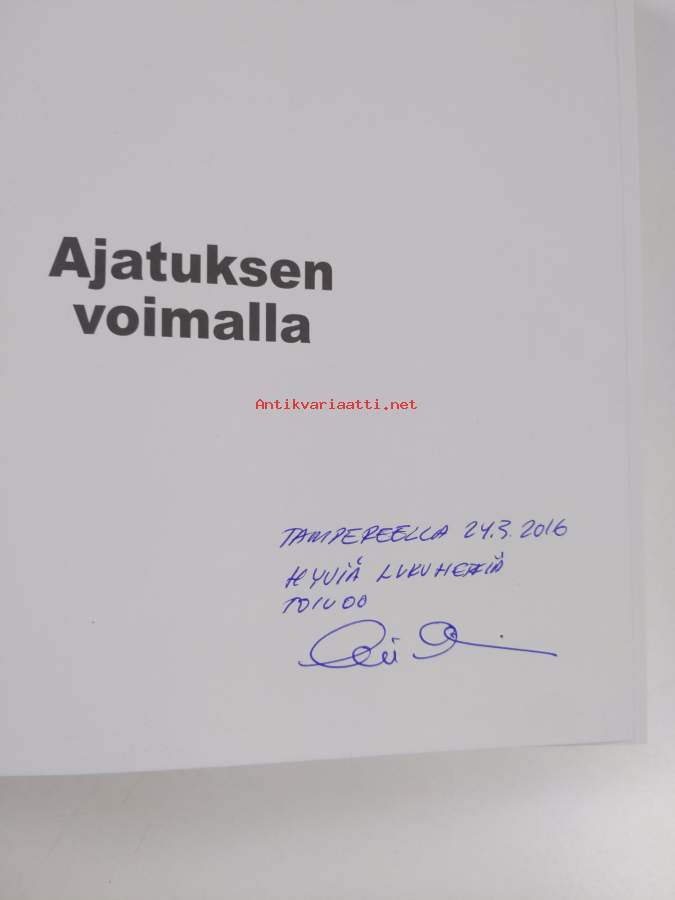 Ajatuksen
voimalla
Antikvariaatti.net
TAMPEREELLA 24.3.2016
HYVIÄ LUKUHETKIÄ
TOIVOO